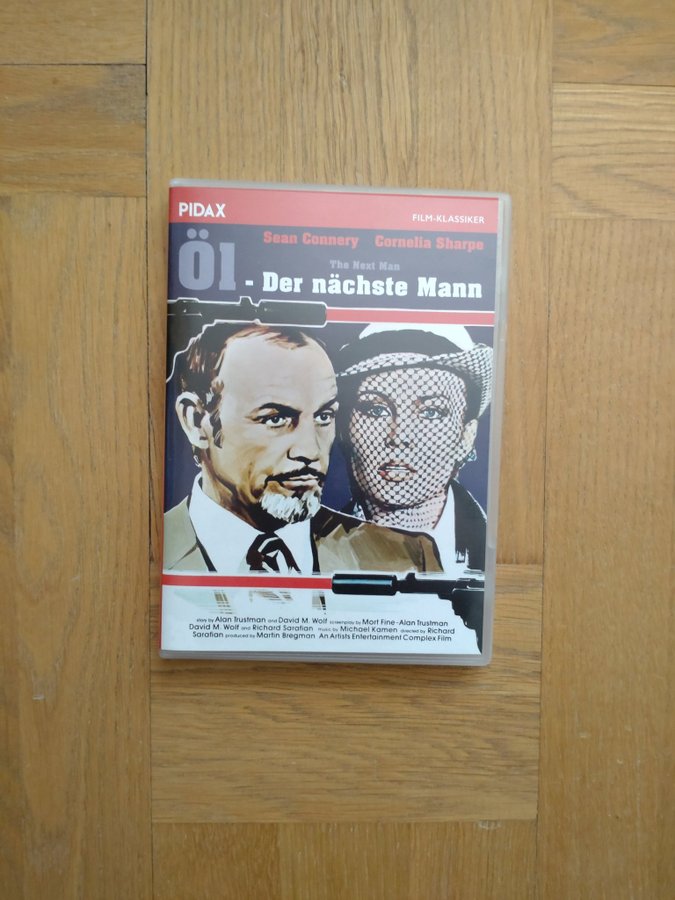 PIDAX
FILM-KLASSIKER
Sean Connery Cornelia Sharpe
The Next Man
Öl - Der nächste Mann
story by Alan Trustman and David M. Wolf screenplay by Mort Fine-Alan Trustman
David M. Wolf and Richard Sarafian music by Michael Kamen directed by Richard
Sarafian produced by Martin Bregman An Artists Entertainment Complex Film